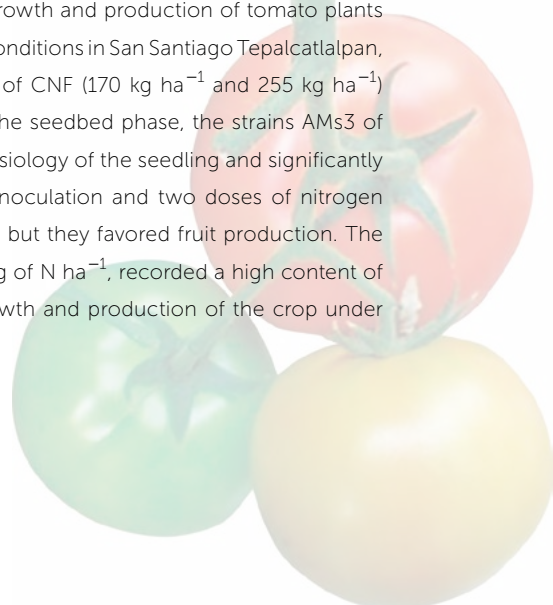 rowth and production of tomato plants
onditions in San Santiago Tepalcatlalpan,
of CNF (170 kg ha⁻¹ and 255 kg ha⁻¹)
he seedbed phase, the strains AMs3 of
siology of the seedling and significantly
noculation and two doses of nitrogen
but they favored fruit production. The
g of N ha⁻¹, recorded a high content of
wth and production of the crop under